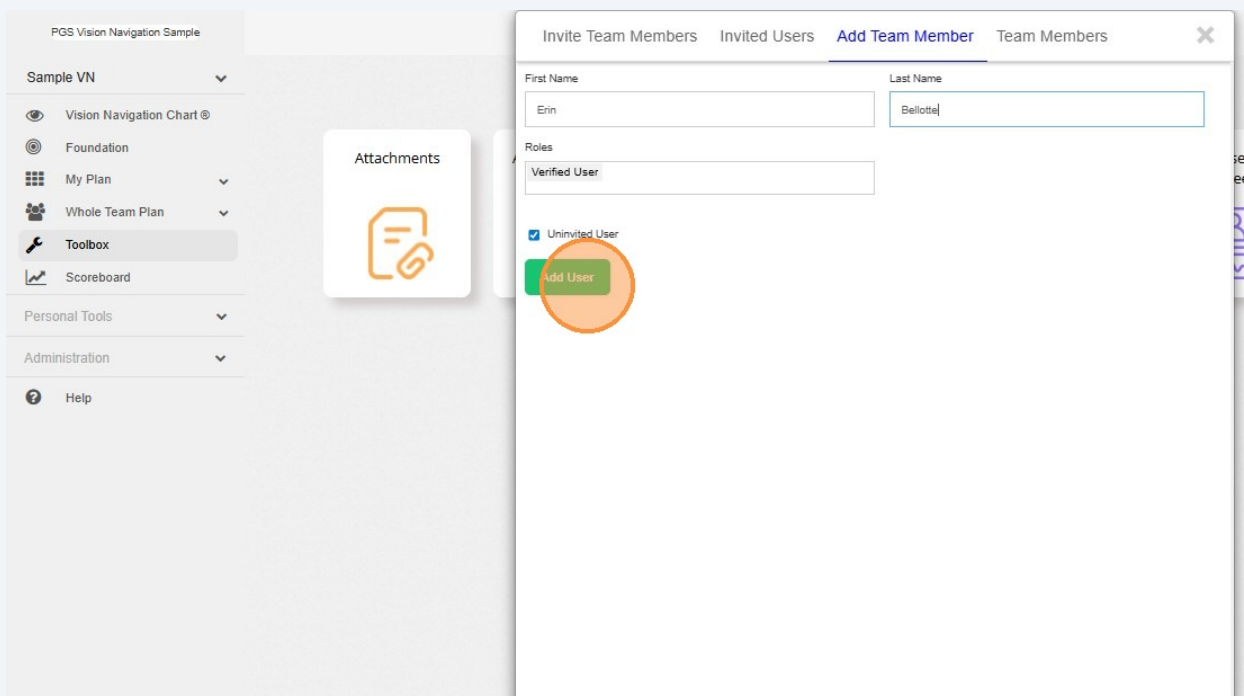 PGS Vision Navigation Sample
Sample VN
Vision Navigation Chart ®
Foundation
My Plan
Whole Team Plan
Toolbox
Scoreboard
Personal Tools
Administration
Help
Attachments
Invite Team Members Invited Users Add Team Member Team Members
First Name Last Name
Erin Bellotte
Roles
Verified User
Uninvited User
Add User